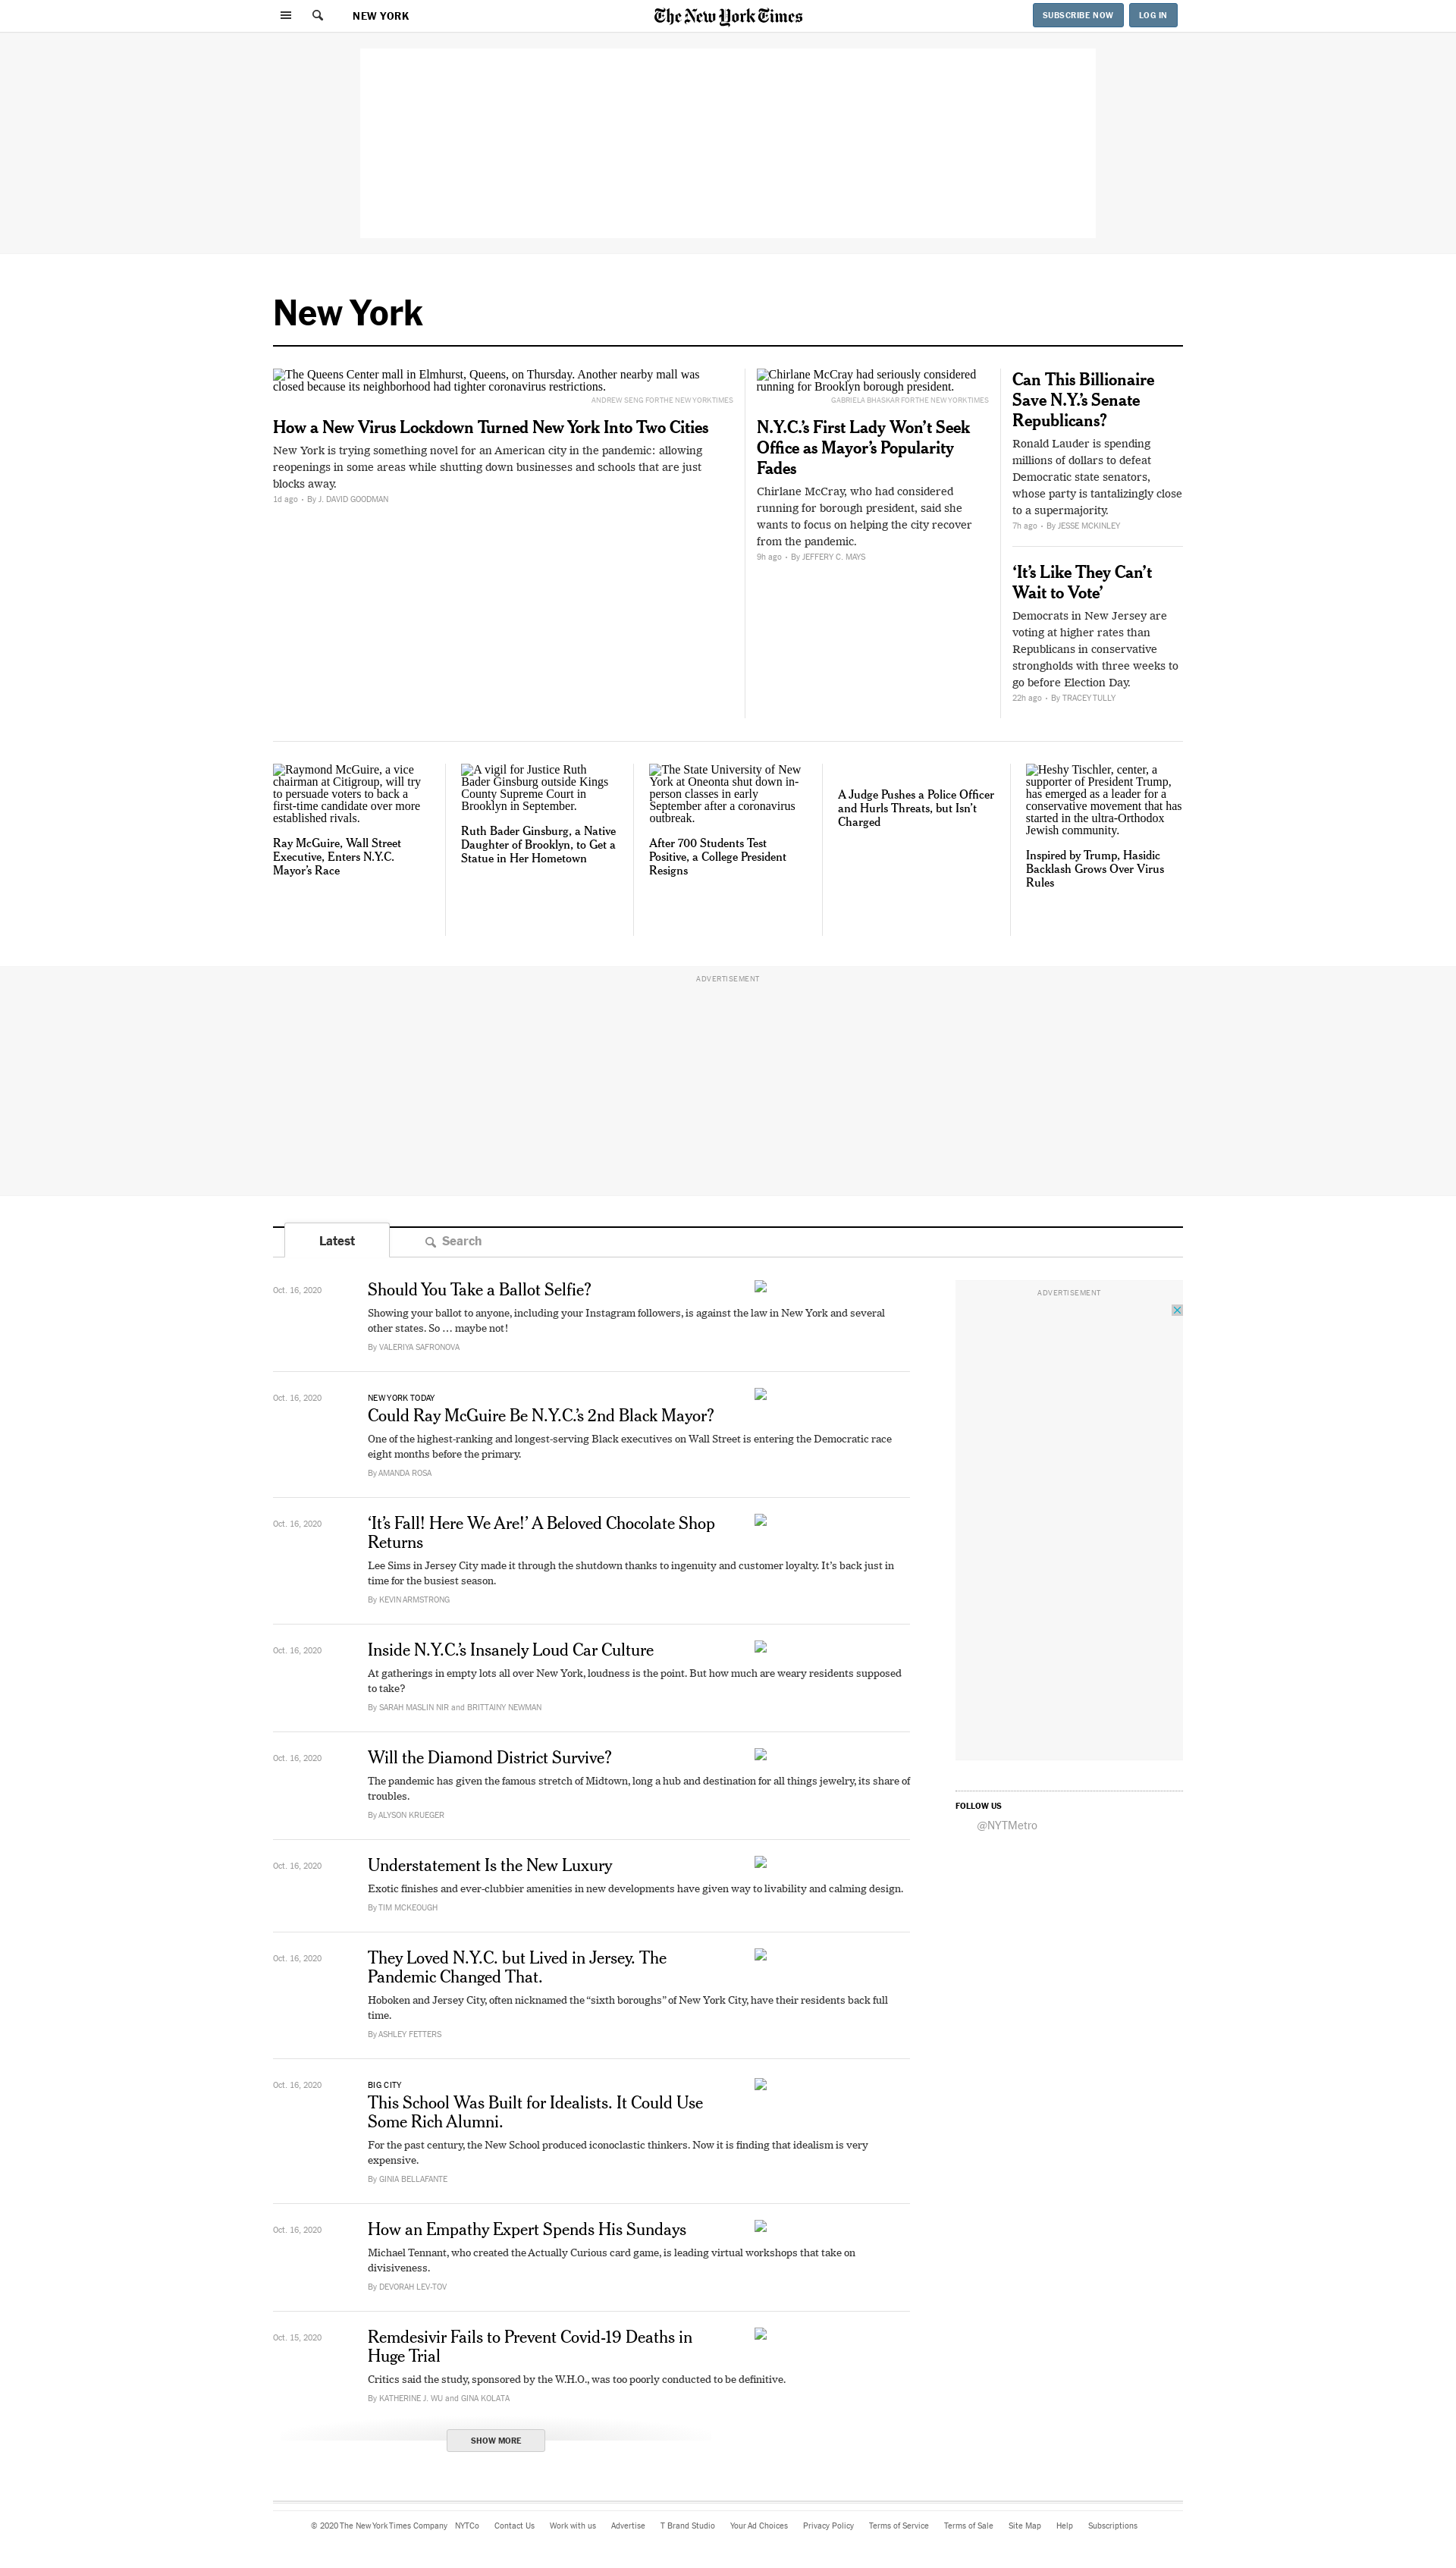 NEW YORK
The New York Times
SUBSCRIBE NOW
LOG IN
New York
The Queens Center mall in Elmhurst, Queens, on Thursday. Another nearby mall was
closed because its neighborhood had tighter coronavirus restrictions.
ANDREW SENG FOR THE NEW YORK TIMES
How a New Virus Lockdown Turned New York Into Two Cities
New York is trying something novel for an American city in the pandemic: allowing
reopenings in some areas while shutting down businesses and schools that are just
blocks away.
1d ago • By J. DAVID GOODMAN
Chirlane McCray had seriously considered
running for Brooklyn borough president.
GABRIELA BHASKAR FOR THE NEW YORK TIMES
N.Y.C.’s First Lady Won’t Seek
Office as Mayor’s Popularity
Fades
Chirlane McCray, who had considered
running for borough president, said she
wants to focus on helping the city recover
from the pandemic.
9h ago • By JEFFERY C. MAYS
Can This Billionaire
Save N.Y.’s Senate
Republicans?
Ronald Lauder is spending
millions of dollars to defeat
Democratic state senators,
whose party is tantalizingly close
to a supermajority.
7h ago • By JESSE MCKINLEY
‘It’s Like They Can’t
Wait to Vote’
Democrats in New Jersey are
voting at higher rates than
Republicans in conservative
strongholds with three weeks to
go before Election Day.
22h ago • By TRACEY TULLY
Raymond McGuire, a vice
chairman at Citigroup, will try
to persuade voters to back a
first-time candidate over more
established rivals.
Ray McGuire, Wall Street
Executive, Enters N.Y.C.
Mayor’s Race
A vigil for Justice Ruth
Bader Ginsburg outside Kings
County Supreme Court in
Brooklyn in September.
Ruth Bader Ginsburg, a Native
Daughter of Brooklyn, to Get a
Statue in Her Hometown
The State University of New
York at Oneonta shut down in-
person classes in early
September after a coronavirus
outbreak.
After 700 Students Test
Positive, a College President
Resigns
A Judge Pushes a Police Officer
and Hurls Threats, but Isn’t
Charged
Heshy Tischler, center, a
supporter of President Trump,
has emerged as a leader for a
conservative movement that has
started in the ultra-Orthodox
Jewish community.
Inspired by Trump, Hasidic
Backlash Grows Over Virus
Rules
ADVERTISEMENT
Latest
Search
Oct. 16, 2020
Should You Take a Ballot Selfie?
Showing your ballot to anyone, including your Instagram followers, is against the law in New York and several
other states. So … maybe not!
By VALERIYA SAFRONOVA
Oct. 16, 2020
NEW YORK TODAY
Could Ray McGuire Be N.Y.C.’s 2nd Black Mayor?
One of the highest-ranking and longest-serving Black executives on Wall Street is entering the Democratic race
eight months before the primary.
By AMANDA ROSA
Oct. 16, 2020
‘It’s Fall! Here We Are!’ A Beloved Chocolate Shop
Returns
Lee Sims in Jersey City made it through the shutdown thanks to ingenuity and customer loyalty. It’s back just in
time for the busiest season.
By KEVIN ARMSTRONG
Oct. 16, 2020
Inside N.Y.C.’s Insanely Loud Car Culture
At gatherings in empty lots all over New York, loudness is the point. But how much are weary residents supposed
to take?
By SARAH MASLIN NIR and BRITTAINY NEWMAN
Oct. 16, 2020
Will the Diamond District Survive?
The pandemic has given the famous stretch of Midtown, long a hub and destination for all things jewelry, its share of
troubles.
By ALYSON KRUEGER
Oct. 16, 2020
Understatement Is the New Luxury
Exotic finishes and ever-clubbier amenities in new developments have given way to livability and calming design.
By TIM MCKEOUGH
Oct. 16, 2020
They Loved N.Y.C. but Lived in Jersey. The
Pandemic Changed That.
Hoboken and Jersey City, often nicknamed the “sixth boroughs” of New York City, have their residents back full
time.
By ASHLEY FETTERS
Oct. 16, 2020
BIG CITY
This School Was Built for Idealists. It Could Use
Some Rich Alumni.
For the past century, the New School produced iconoclastic thinkers. Now it is finding that idealism is very
expensive.
By GINIA BELLAFANTE
Oct. 16, 2020
How an Empathy Expert Spends His Sundays
Michael Tennant, who created the Actually Curious card game, is leading virtual workshops that take on
divisiveness.
By DEVORAH LEV-TOV
Oct. 15, 2020
Remdesivir Fails to Prevent Covid-19 Deaths in
Huge Trial
Critics said the study, sponsored by the W.H.O., was too poorly conducted to be definitive.
By KATHERINE J. WU and GINA KOLATA
SHOW MORE
ADVERTISEMENT
FOLLOW US
@NYTMetro
© 2020 The New York Times Company NYTCo Contact Us Work with us Advertise T Brand Studio Your Ad Choices Privacy Policy Terms of Service Terms of Sale Site Map Help Subscriptions